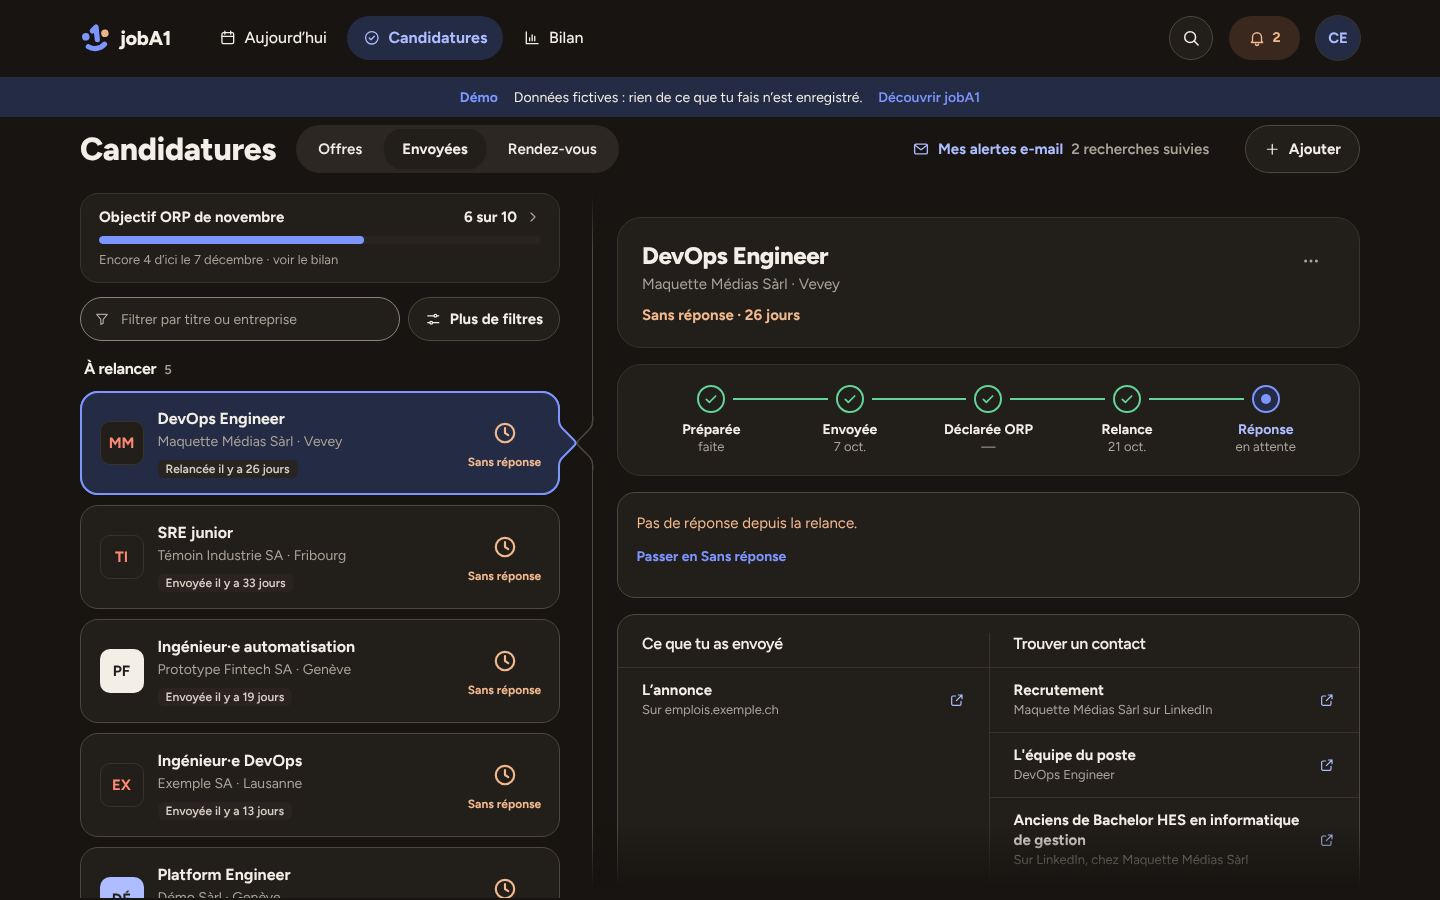 jobA1
Aujourd’hui
Candidatures
Bilan
2
CE
Démo Données fictives : rien de ce que tu fais n’est enregistré. Découvrir jobA1
Candidatures
Offres
Envoyées
Rendez-vous
Mes alertes e-mail 2 recherches suivies
Ajouter
Objectif ORP de novembre
6 sur 10
Encore 4 d’ici le 7 décembre · voir le bilan
Filtrer par titre ou entreprise
Plus de filtres
À relancer 5
MM
DevOps Engineer
Maquette Médias Sàrl · Vevey
Relancée il y a 26 jours
Sans réponse
TI
SRE junior
Témoin Industrie SA · Fribourg
Envoyée il y a 33 jours
Sans réponse
PF
Ingénieur·e automatisation
Prototype Fintech SA · Genève
Envoyée il y a 19 jours
Sans réponse
EX
Ingénieur·e DevOps
Exemple SA · Lausanne
Envoyée il y a 13 jours
Sans réponse
DÉ
Platform Engineer
Démo Sàrl · Genève
DevOps Engineer
Maquette Médias Sàrl · Vevey
Sans réponse · 26 jours
Préparée
faite
Envoyée
7 oct.
Déclarée ORP
—
Relance
21 oct.
Réponse
en attente
Pas de réponse depuis la relance.
Passer en Sans réponse
Ce que tu as envoyé
L’annonce
Sur emplois.exemple.ch
Trouver un contact
Recrutement
Maquette Médias Sàrl sur LinkedIn
L'équipe du poste
DevOps Engineer
Anciens de Bachelor HES en informatique
de gestion
Sur LinkedIn, chez Maquette Médias Sàrl